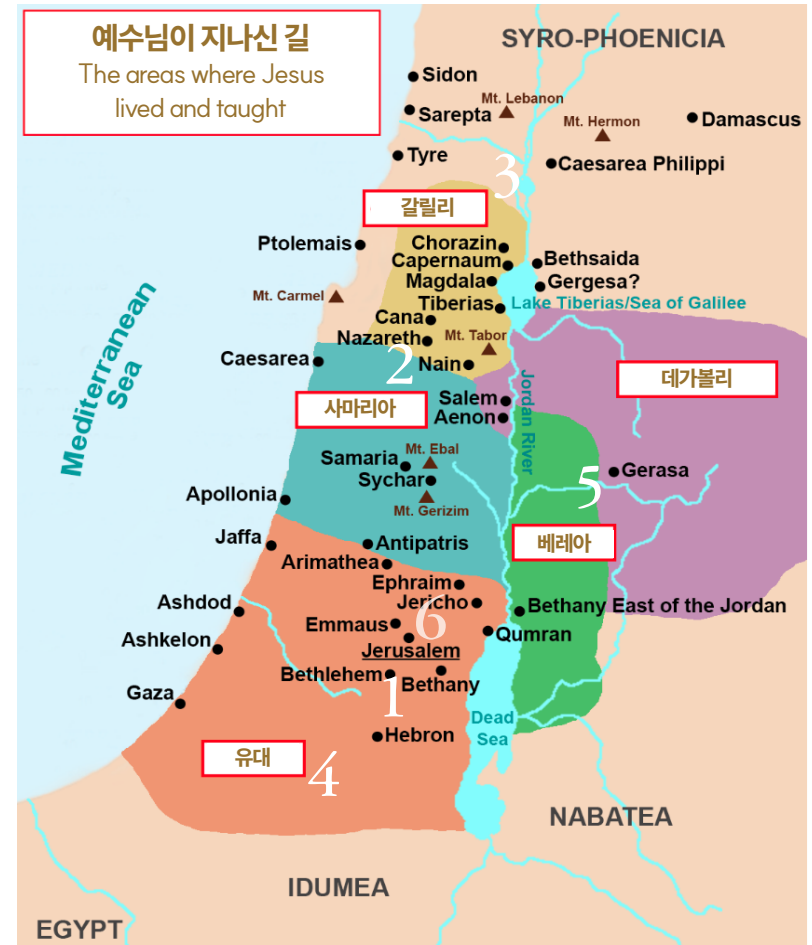 예수님이 지나신 길
The areas where Jesus
lived and taught
SYRO-PHOENICIA
Sidon
Mt. Lebanon
Sarepta
Mt. Hermon
Damascus
Tyre
3
Caesarea Philippi
갈릴리
Ptolemais
Chorazin
Capernaum
Bethsaida
Magdala
Gergesa?
Mt. Carmel
Tiberias
Lake Tiberias/Sea of Galilee
Cana
Nazareth
Mt. Tabor
2
Caesarea
Nain
Mediterranean
Sea
데가볼리
사마리아
Salem
Aenon
Jordan River
Mt. Ebal
Samaria
Sychar
Gerasa
5
Apollonia
Mt. Gerizim
Jaffa
Antipatris
베레아
Arimathea
Ephraim
Ashdod
Jericho
Bethany East of the Jordan
Emmaus
6
Qumran
Ashkelon
Jerusalem
Bethlehem
Bethany
Gaza
1
Dead
Sea
Hebron
유대
4
NABATEA
IDUMEA
EGYPT